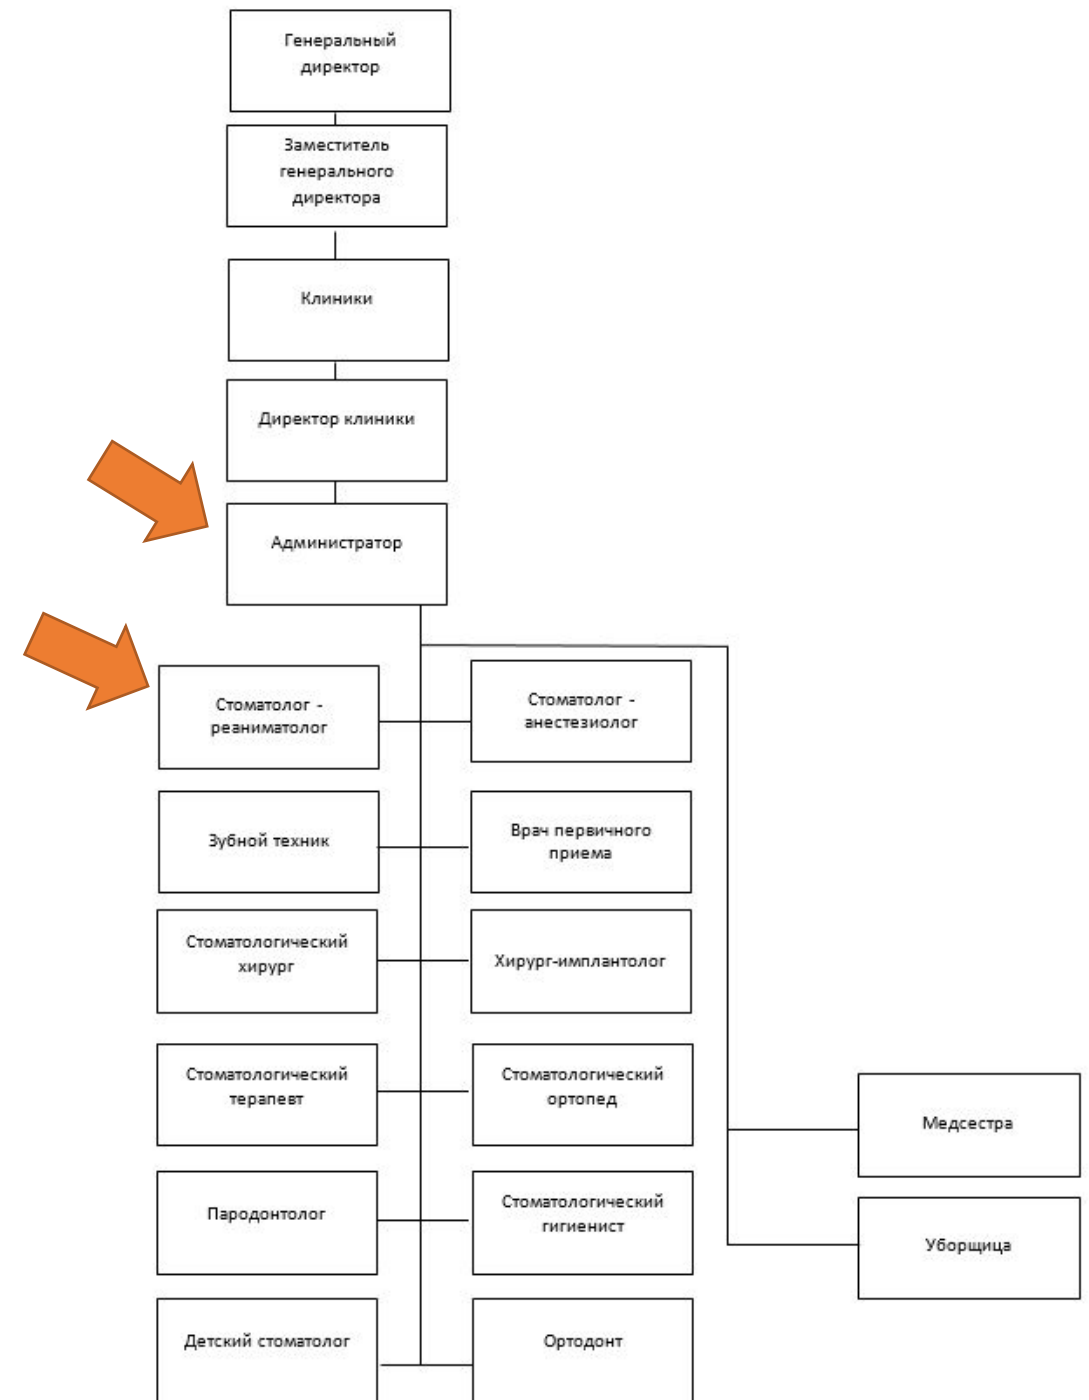 Генеральный
директор
Заместитель
генерального
директора
Клиники
Директор клиники
Администратор
Стоматолог -
реаниматолог
Стоматолог -
анестезиолог
Зубной техник
Врач первичного
приема
Стоматологический
хирург
Хирург-имплантолог
Стоматологический
терапевт
Стоматологический
ортопед
Медсестра
Пародонтолог
Стоматологический
гигиенист
Уборщица
Детский стоматолог
Ортодонт